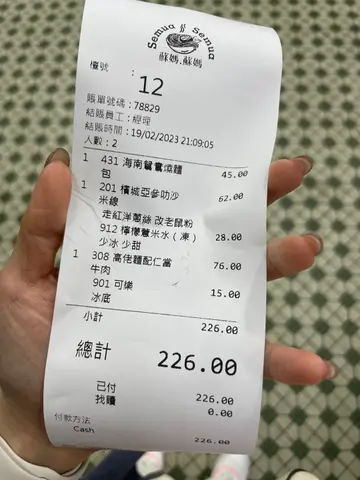 Semua Semua
蘇媽.蘇媽
檯號 :
12
賬單號碼 : 78829
結賬員工 : 經理
結賬時間 : 19/02/2023 21:09:05
人數 : 2
1 431 海南鴛鴦燒麵包 45.00
1 201 檳城亞參叻沙米線 62.00
走紅洋蔥絲 改老鼠粉
912 檸檬薏米水（凍） 28.00
少冰 少甜
1 308 高佬麵配仁當牛肉 76.00
901 可樂 15.00
冰底
小計 226.00
總計 226.00
已付 226.00
找贖 0.00
付款方法
Cash 226.00